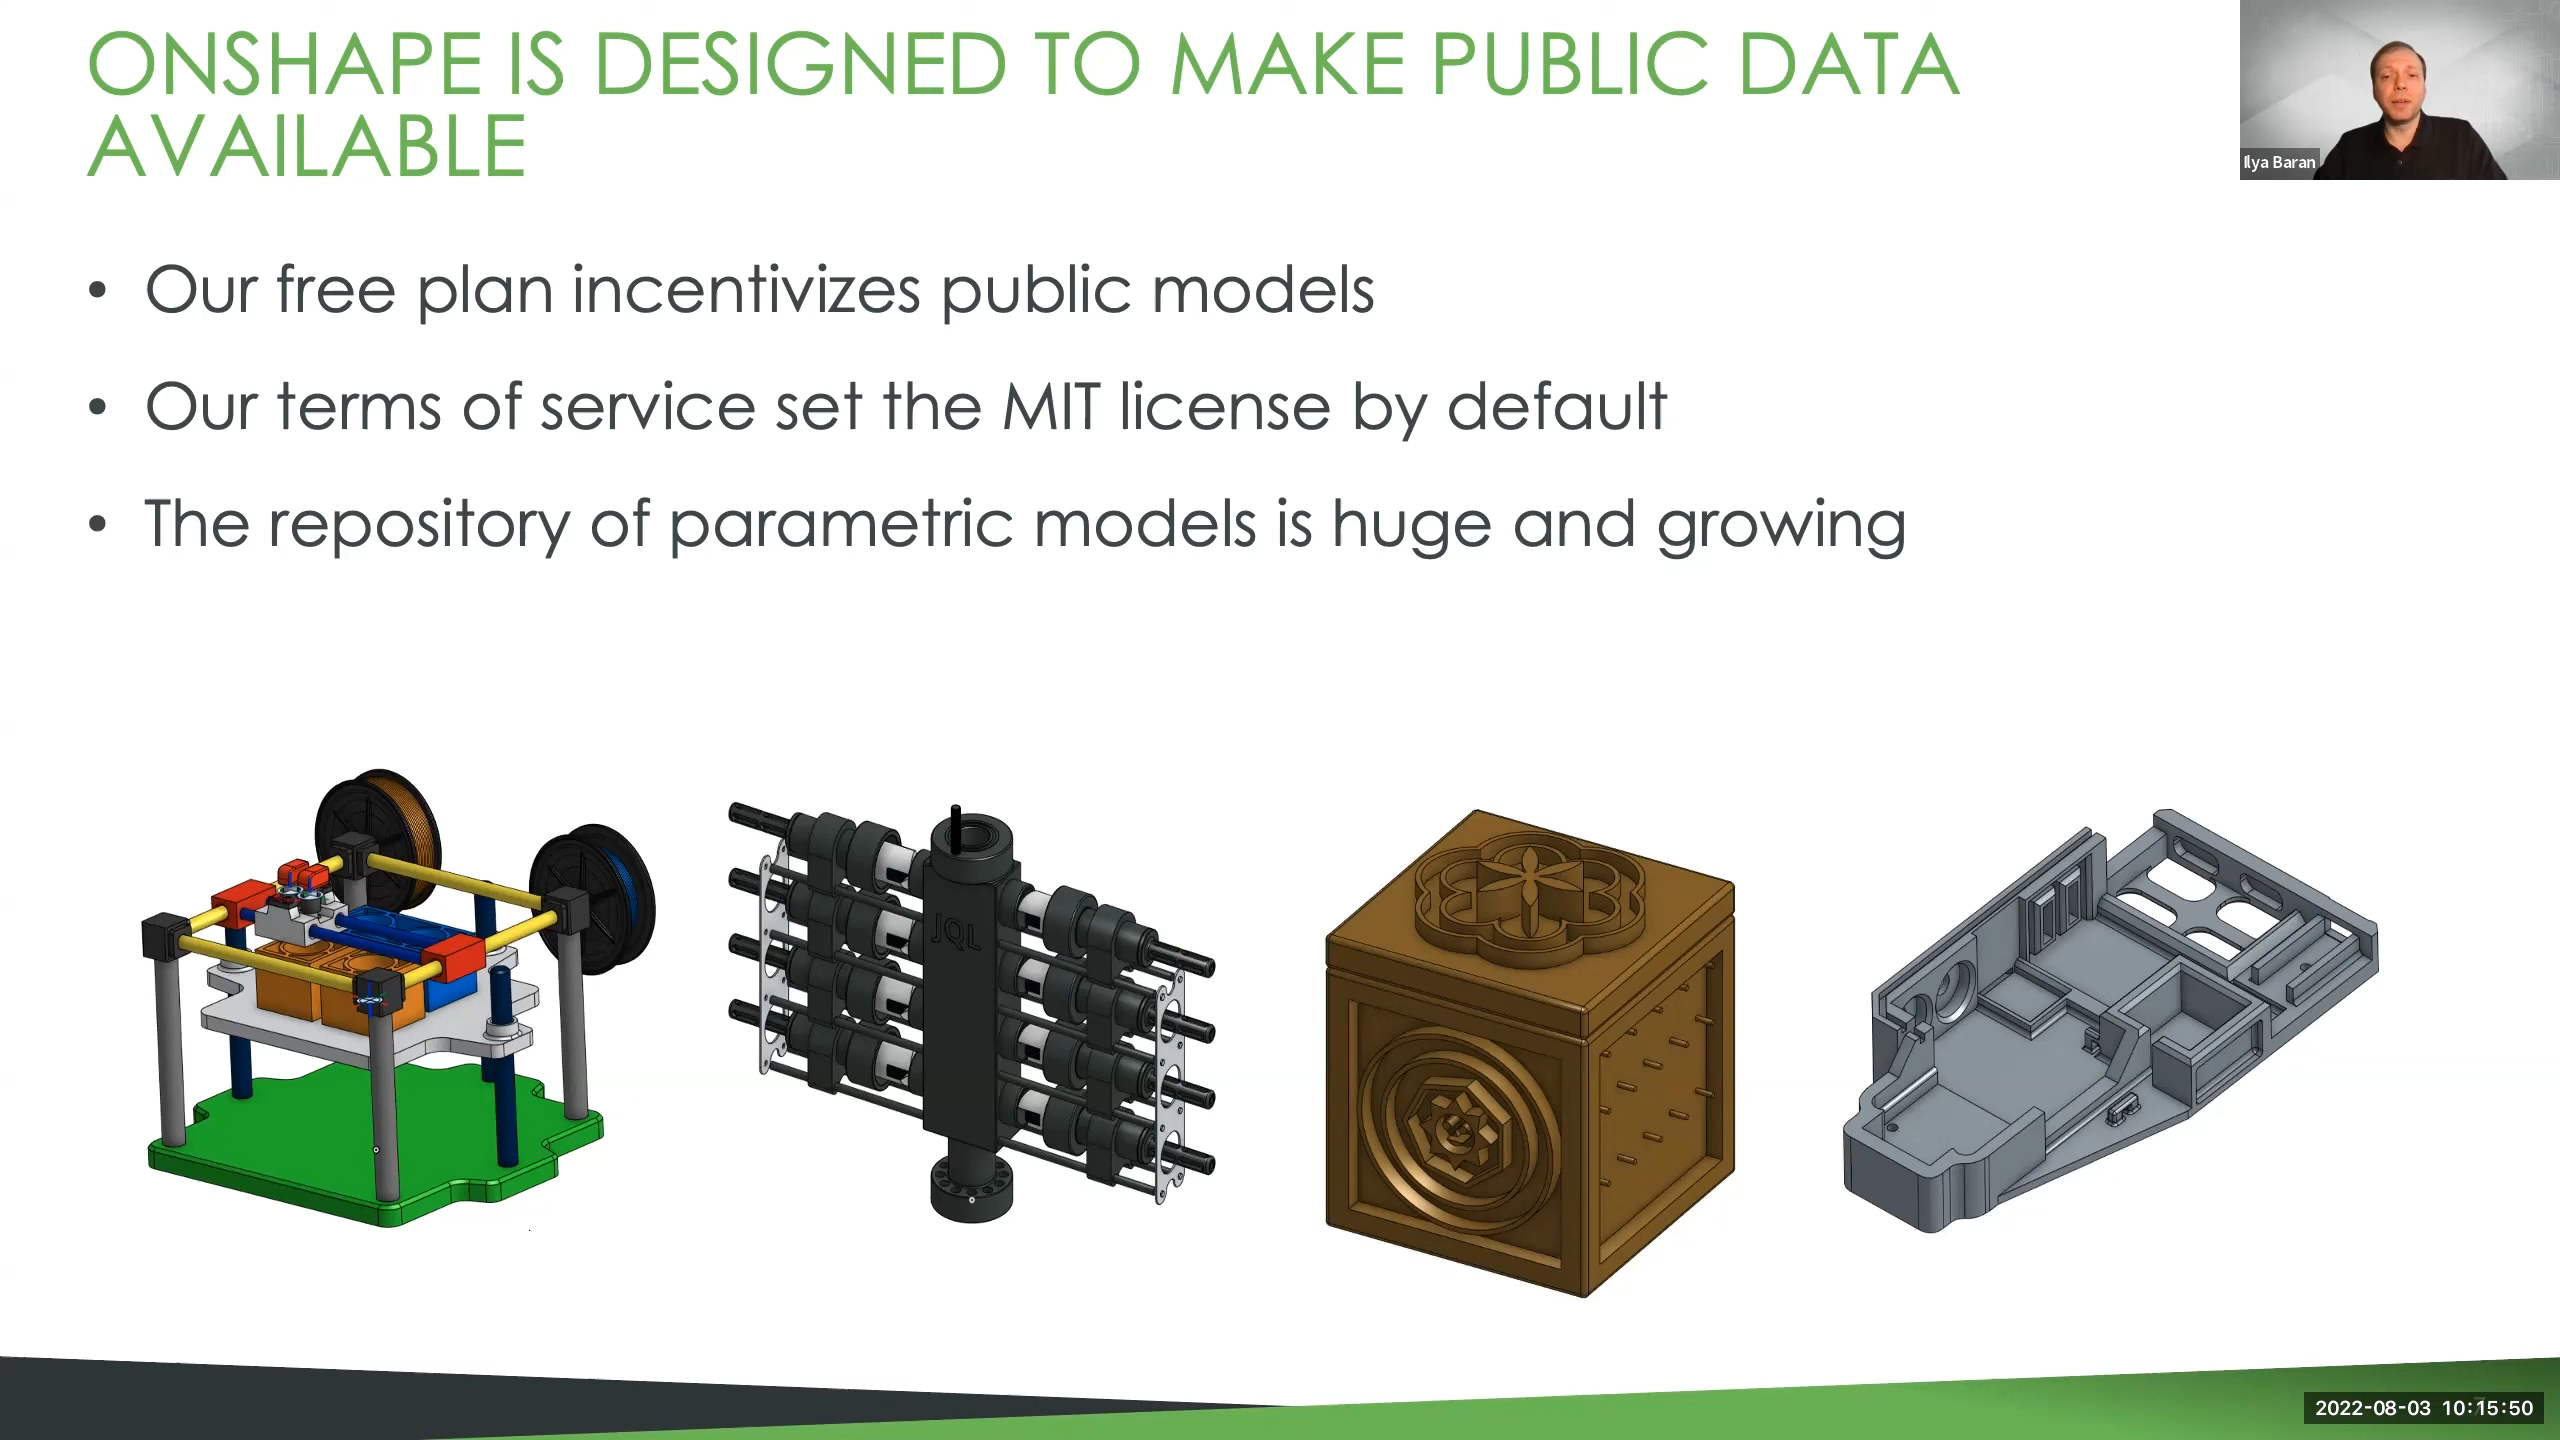 ONSHAPE IS DESIGNED TO MAKE PUBLIC DATA
AVAILABLE
Ilya Baran
• Our free plan incentivizes public models
• Our terms of service set the MIT license by default
• The repository of parametric models is huge and growing
JQL
2022-08-03 10:15:50